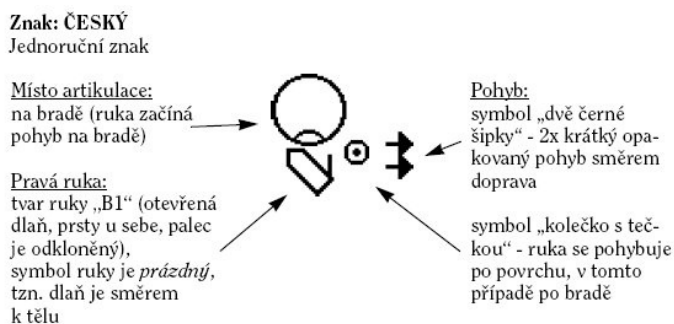 Znak: ČESKÝ
Jednoruční znak
Místo artikulace:
na bradě (ruka začíná
pohyb na bradě)
Pravá ruka:
tvar ruky „B1“ (otevřená
dlaň, prsty u sebe, palec
je odkloněný),
symbol ruky je prázdný,
tzn. dlaň je směrem
k tělu
Pohyb:
symbol „dvě černé
šipky“ - 2x krátký opa-
kovaný pohyb směrem
doprava
symbol „kolečko s teč-
kou“ - ruka se pohybuje
po povrchu, v tomto
případě po bradě